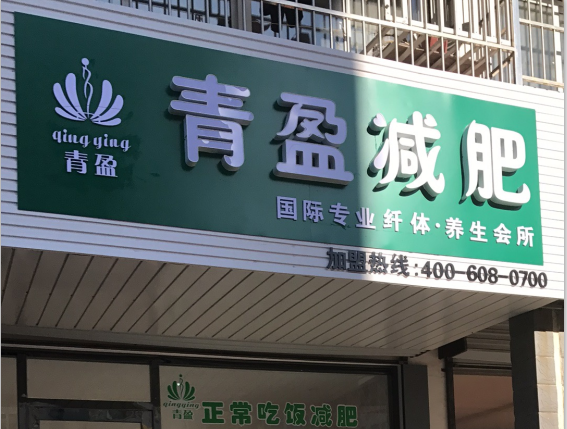 青盈减肥
qing ying
青盈
国际专业纤体·养生会所
加盟热线:400-608-0700
qingying
青盈
正常吃饭减肥